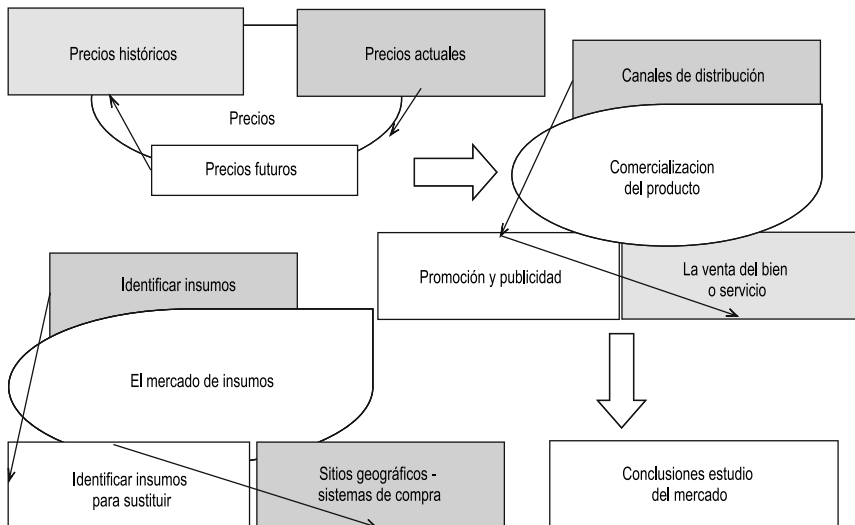 Precios históricos
Precios actuales
Precios
Precios futuros
Canales de distribución
Comercializacion
del producto
Promoción y publicidad
La venta del bien
o servicio
Identificar insumos
El mercado de insumos
Identificar insumos
para sustituir
Sitios geográficos -
sistemas de compra
Conclusiones estudio
del mercado